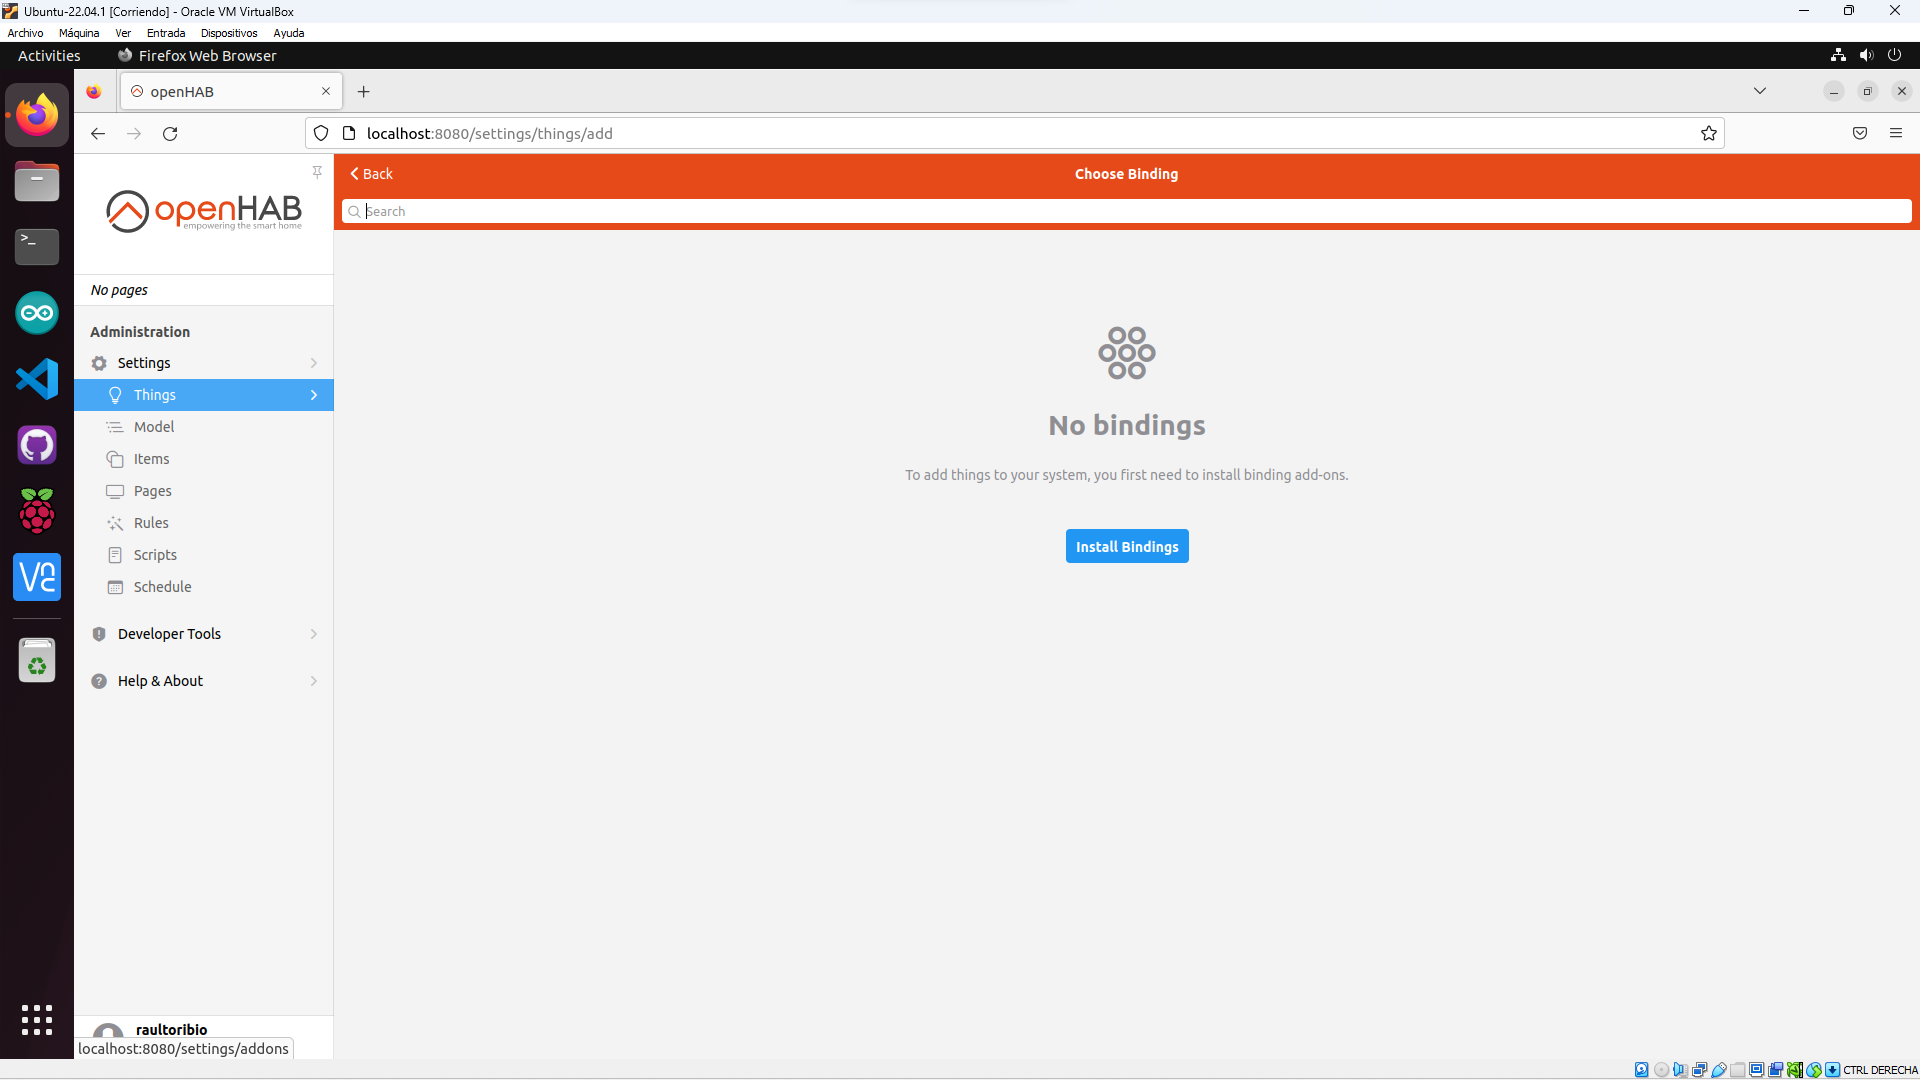 Ubuntu-22.04.1 [Corriendo] - Oracle VM VirtualBox
Archivo Máquina Ver Entrada Dispositivos Ayuda
Activities Firefox Web Browser
openHAB
localhost:8080/settings/things/add
openHAB
empowering the smart home
Back
Choose Binding
Search
No pages
Administration
Settings
Things
Model
Items
Pages
Rules
Scripts
Schedule
Developer Tools
Help & About
No bindings
To add things to your system, you first need to install binding add-ons.
Install Bindings
raultoribio
localhost:8080/settings/addons
CTRL DERECHA